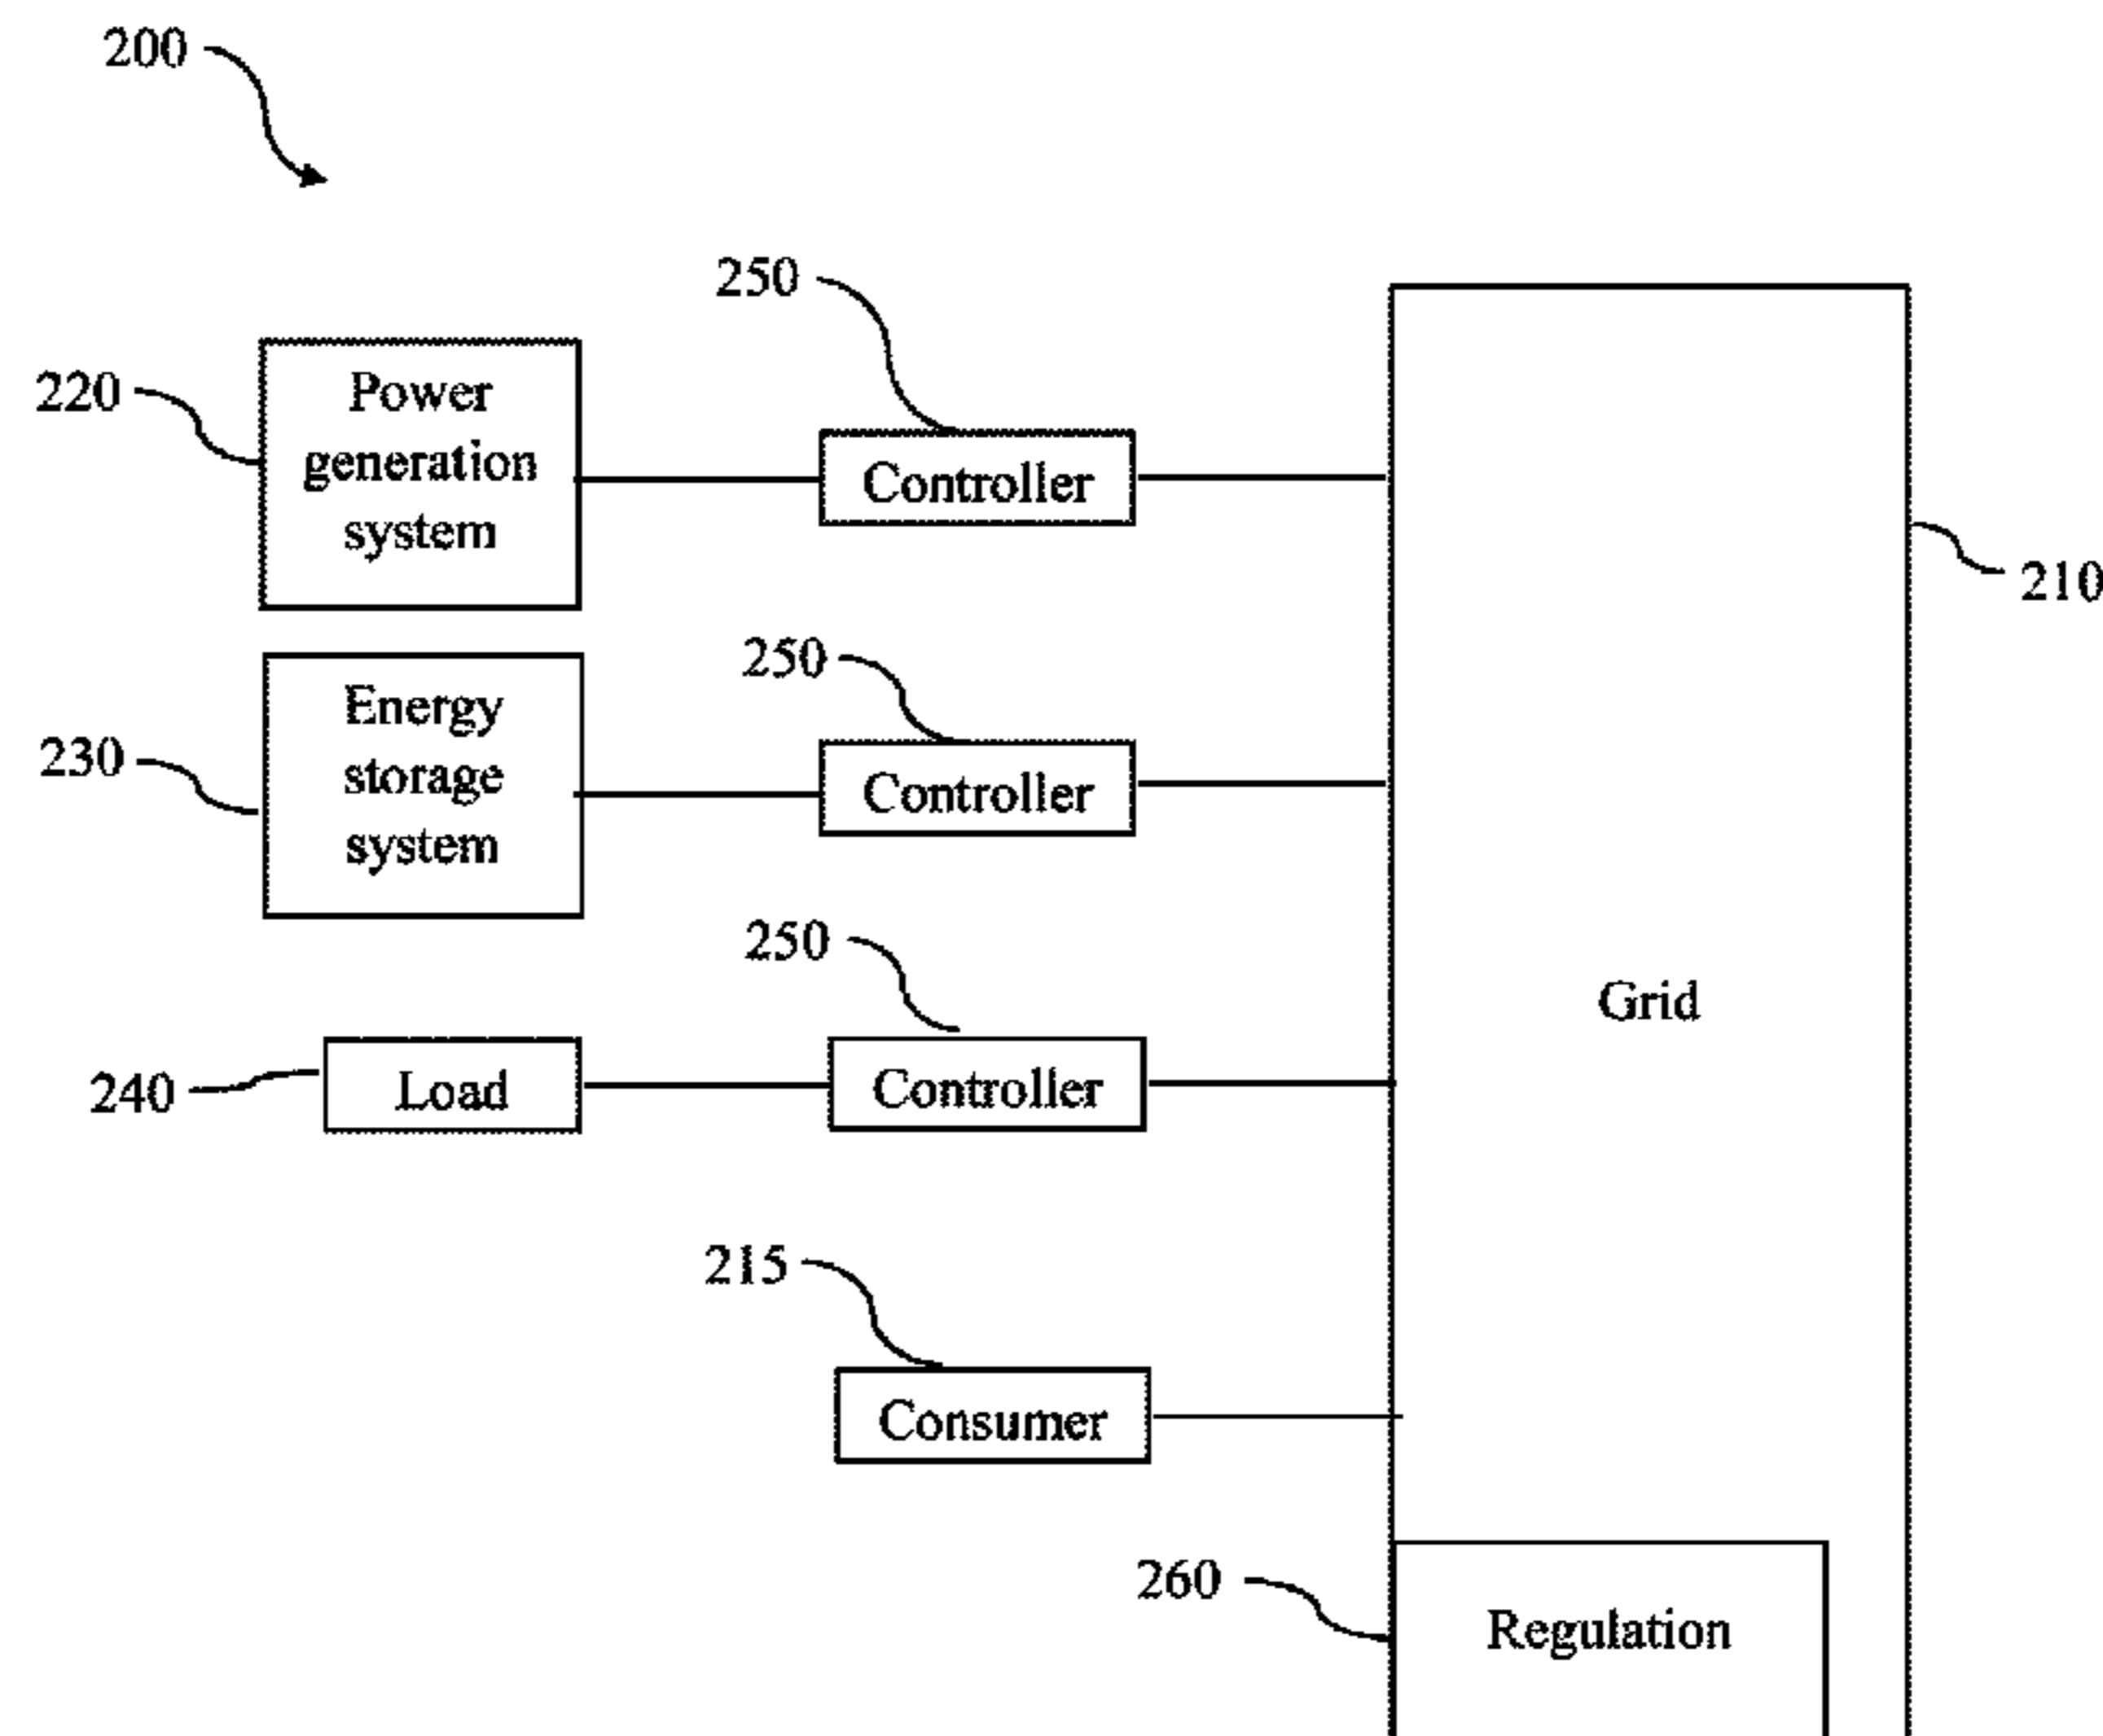 200
250
220
Power
generation
system
Controller
210
250
230
Energy
storage
system
Controller
250
Grid
240
Load
Controller
215
Consumer
260
Regulation